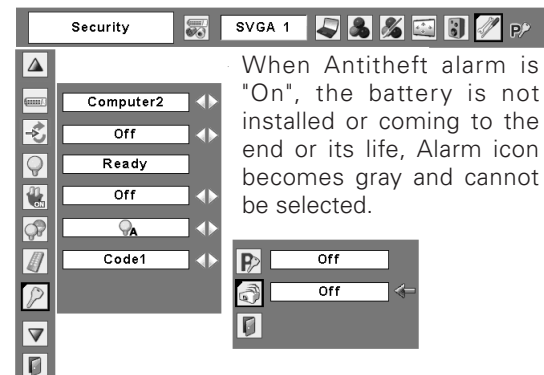 Security
SVGA 1
When Antitheft alarm is
"On", the battery is not
installed or coming to the
end or its life, Alarm icon
becomes gray and cannot
be selected.
Computer2
Off
Ready
Off
A
Code1
Off
Off